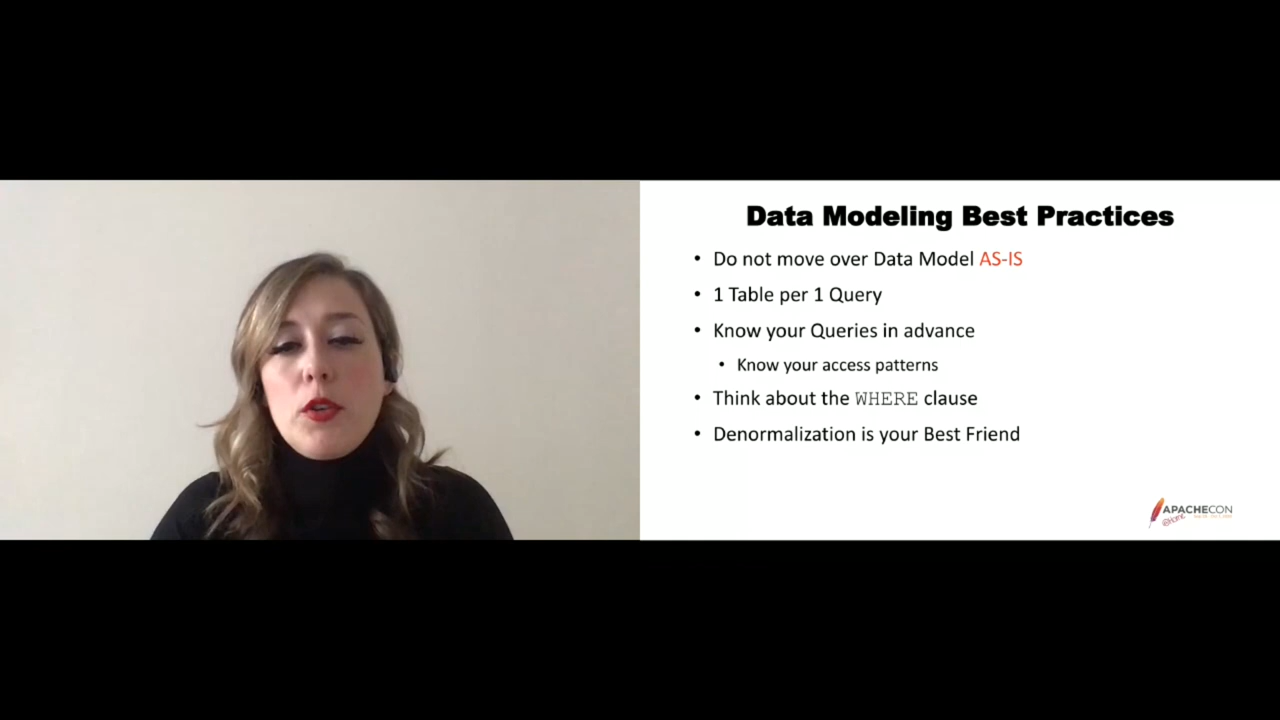 Data Modeling Best Practices
• Do not move over Data Model AS-IS
• 1 Table per 1 Query
• Know your Queries in advance
• Know your access patterns
• Think about the WHERE clause
• Denormalization is your Best Friend
APACHECON
@Home